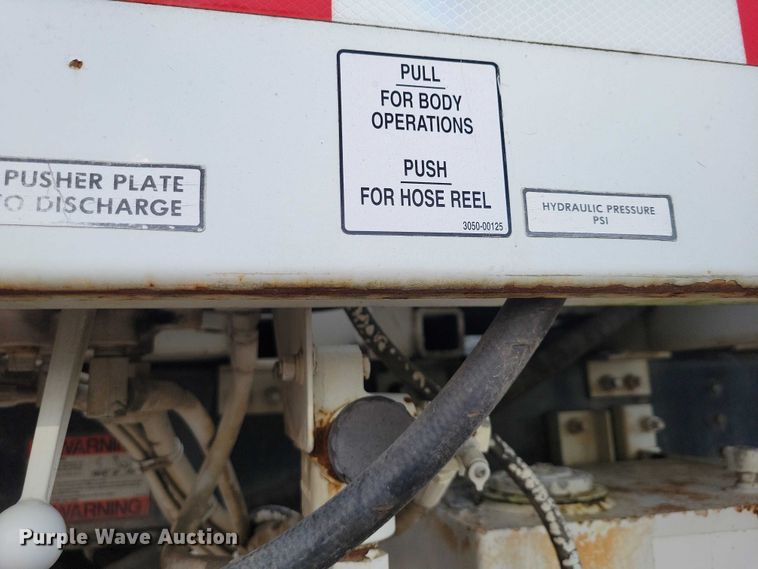 PULL
FOR BODY
OPERATIONS
PUSH
FOR HOSE REEL
3050-00125
PUSHER PLATE
TO DISCHARGE
HYDRAULIC PRESSURE
PSI
WARNING
WARNING
Purple Wave Auction